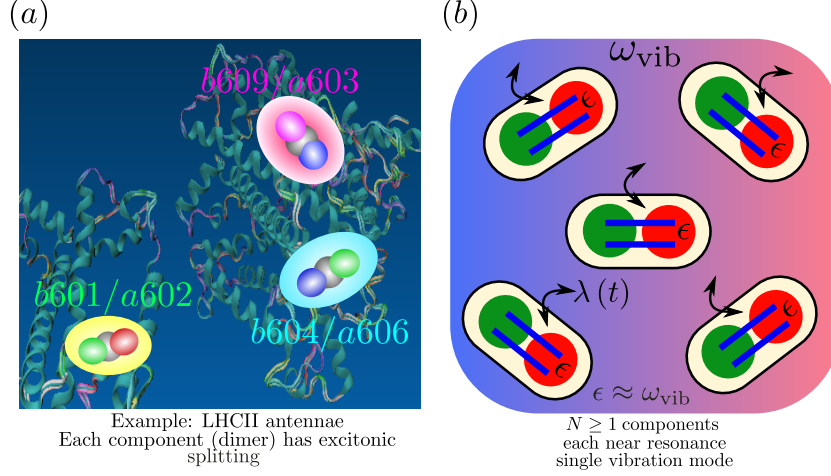 (a)
b609/a603
b601/a602
b604/a606
Example: LHCII antennae
Each component (dimer) has excitonic
splitting
(b)
ω_vib
ϵ
ϵ
ϵ
λ(t)
ϵ
ϵ
ϵ ≈ ω_vib
N ≥ 1 components
each near resonance
single vibration mode